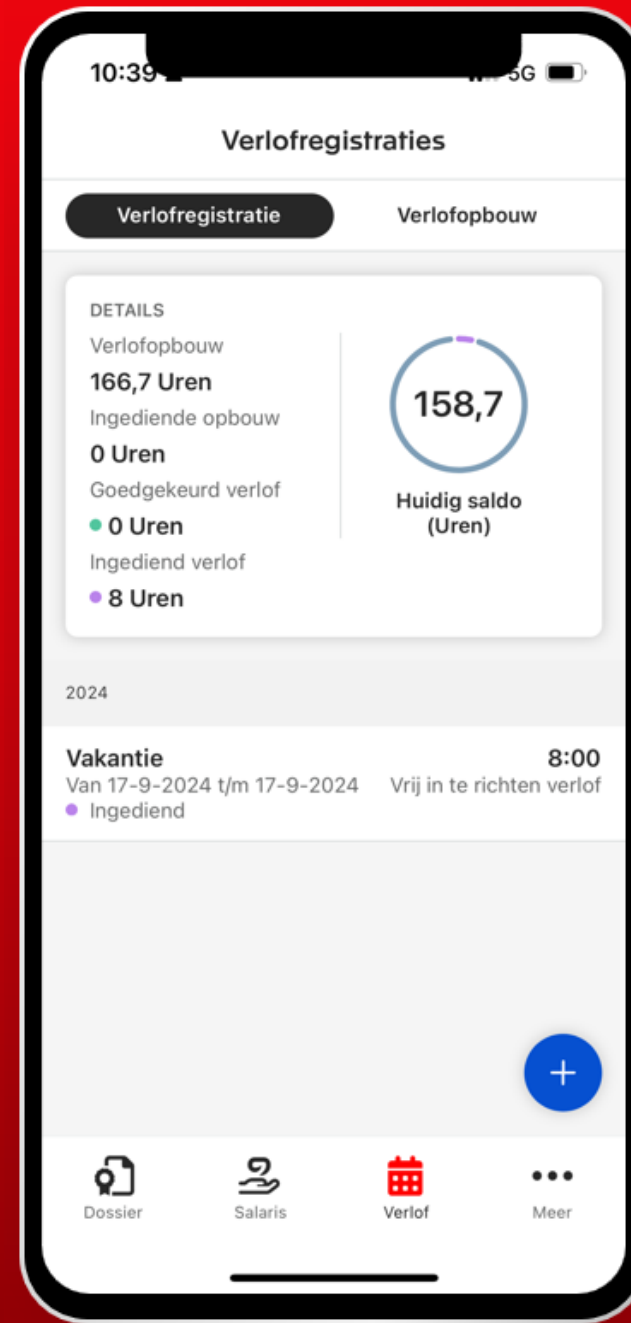 10:39
5G
Verlofregistraties
Verlofregistratie
Verlofopbouw
DETAILS
Verlofopbouw
166,7 Uren
Ingediende opbouw
0 Uren
Goedgekeurd verlof
0 Uren
Ingediend verlof
8 Uren
158,7
Huidig saldo
(Uren)
2024
Vakantie 8:00
Van 17-9-2024 t/m 17-9-2024 Vrij in te richten verlof
Ingediend
+
Dossier Salaris Verlof Meer